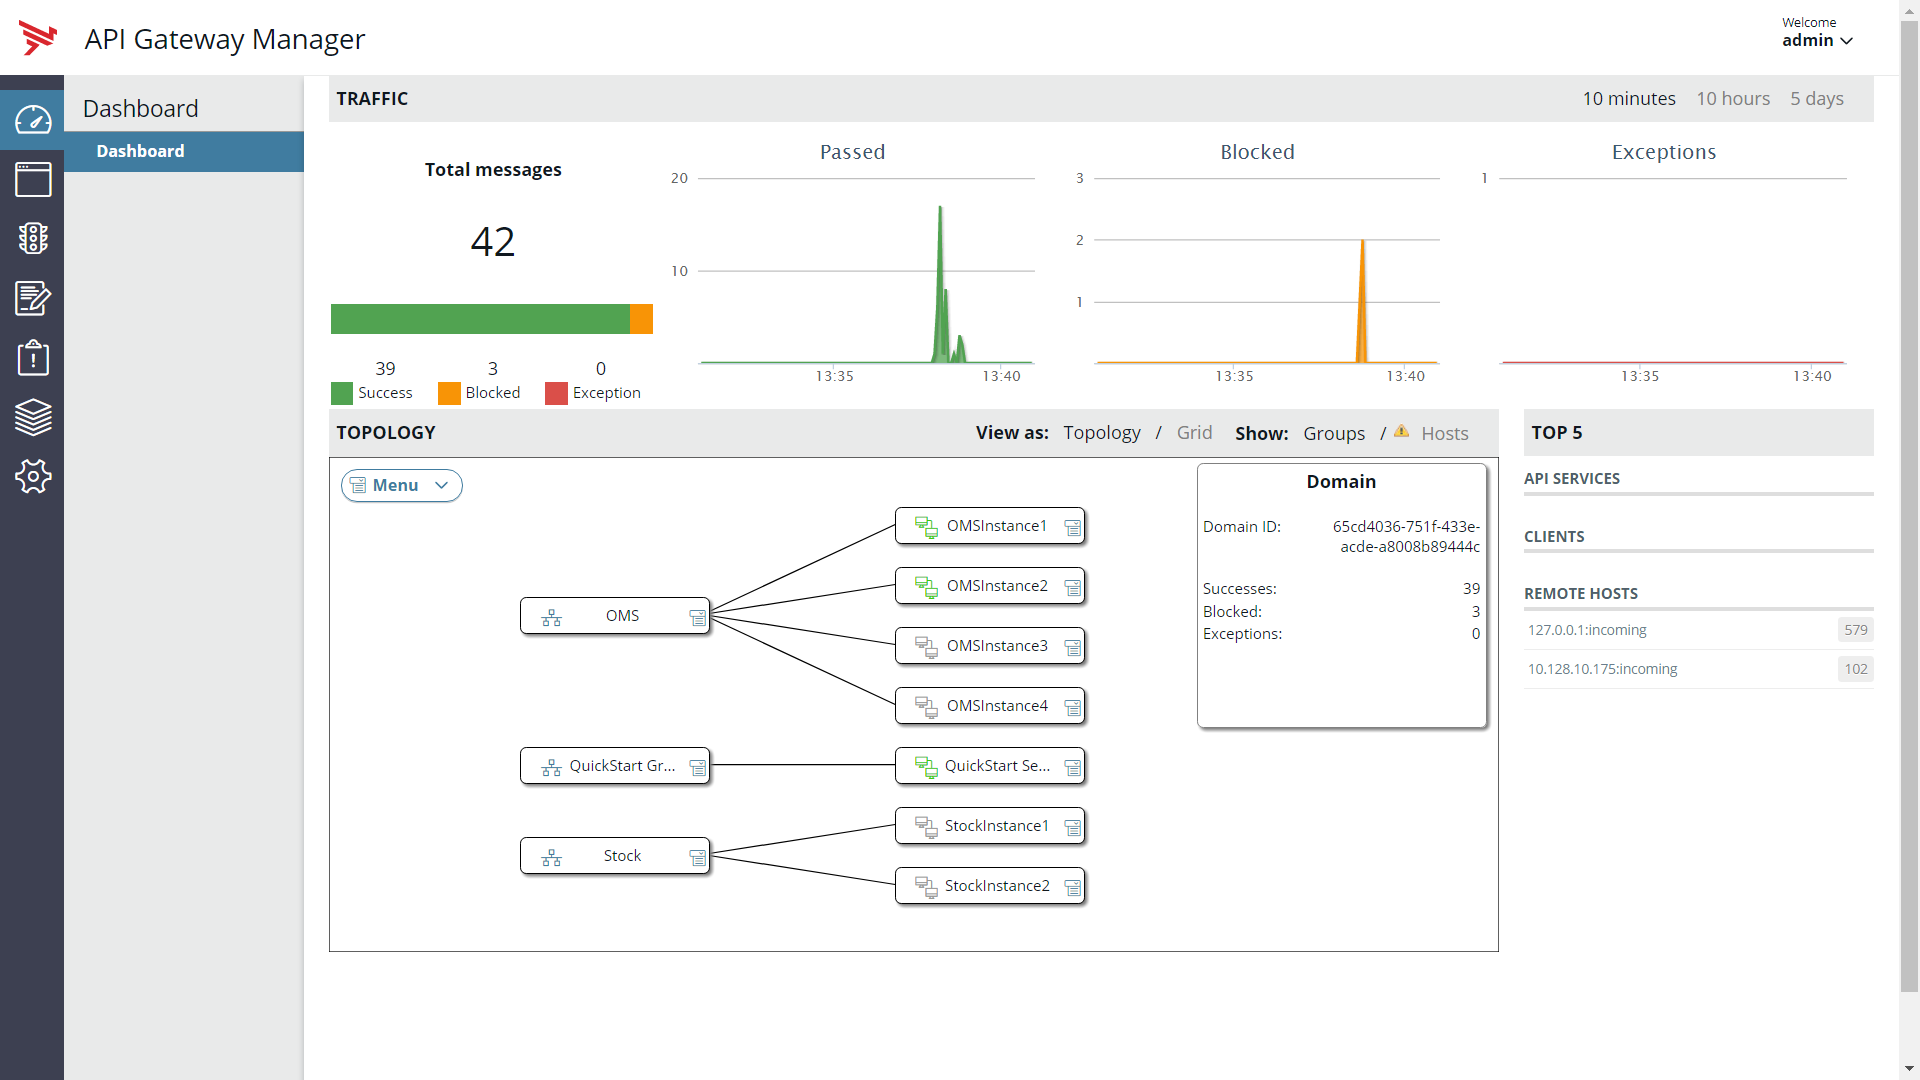 API Gateway Manager
Welcome
admin
Dashboard
Dashboard
TRAFFIC
10 minutes 10 hours 5 days
Total messages
42
39 3 0
Success Blocked Exception
Passed
20
10
13:35 13:40
Blocked
3
2
1
13:35 13:40
Exceptions
1
13:35 13:40
TOPOLOGY
View as: Topology / Grid Show: Groups / Hosts
Menu
OMS
QuickStart Gr...
Stock
OMSInstance1
OMSInstance2
OMSInstance3
OMSInstance4
QuickStart Se...
StockInstance1
StockInstance2
Domain
Domain ID: 65cd4036-751f-433e-
acde-a8008b89444c
Successes: 39
Blocked: 3
Exceptions: 0
TOP 5
API SERVICES
CLIENTS
REMOTE HOSTS
127.0.0.1:incoming 579
10.128.10.175:incoming 102